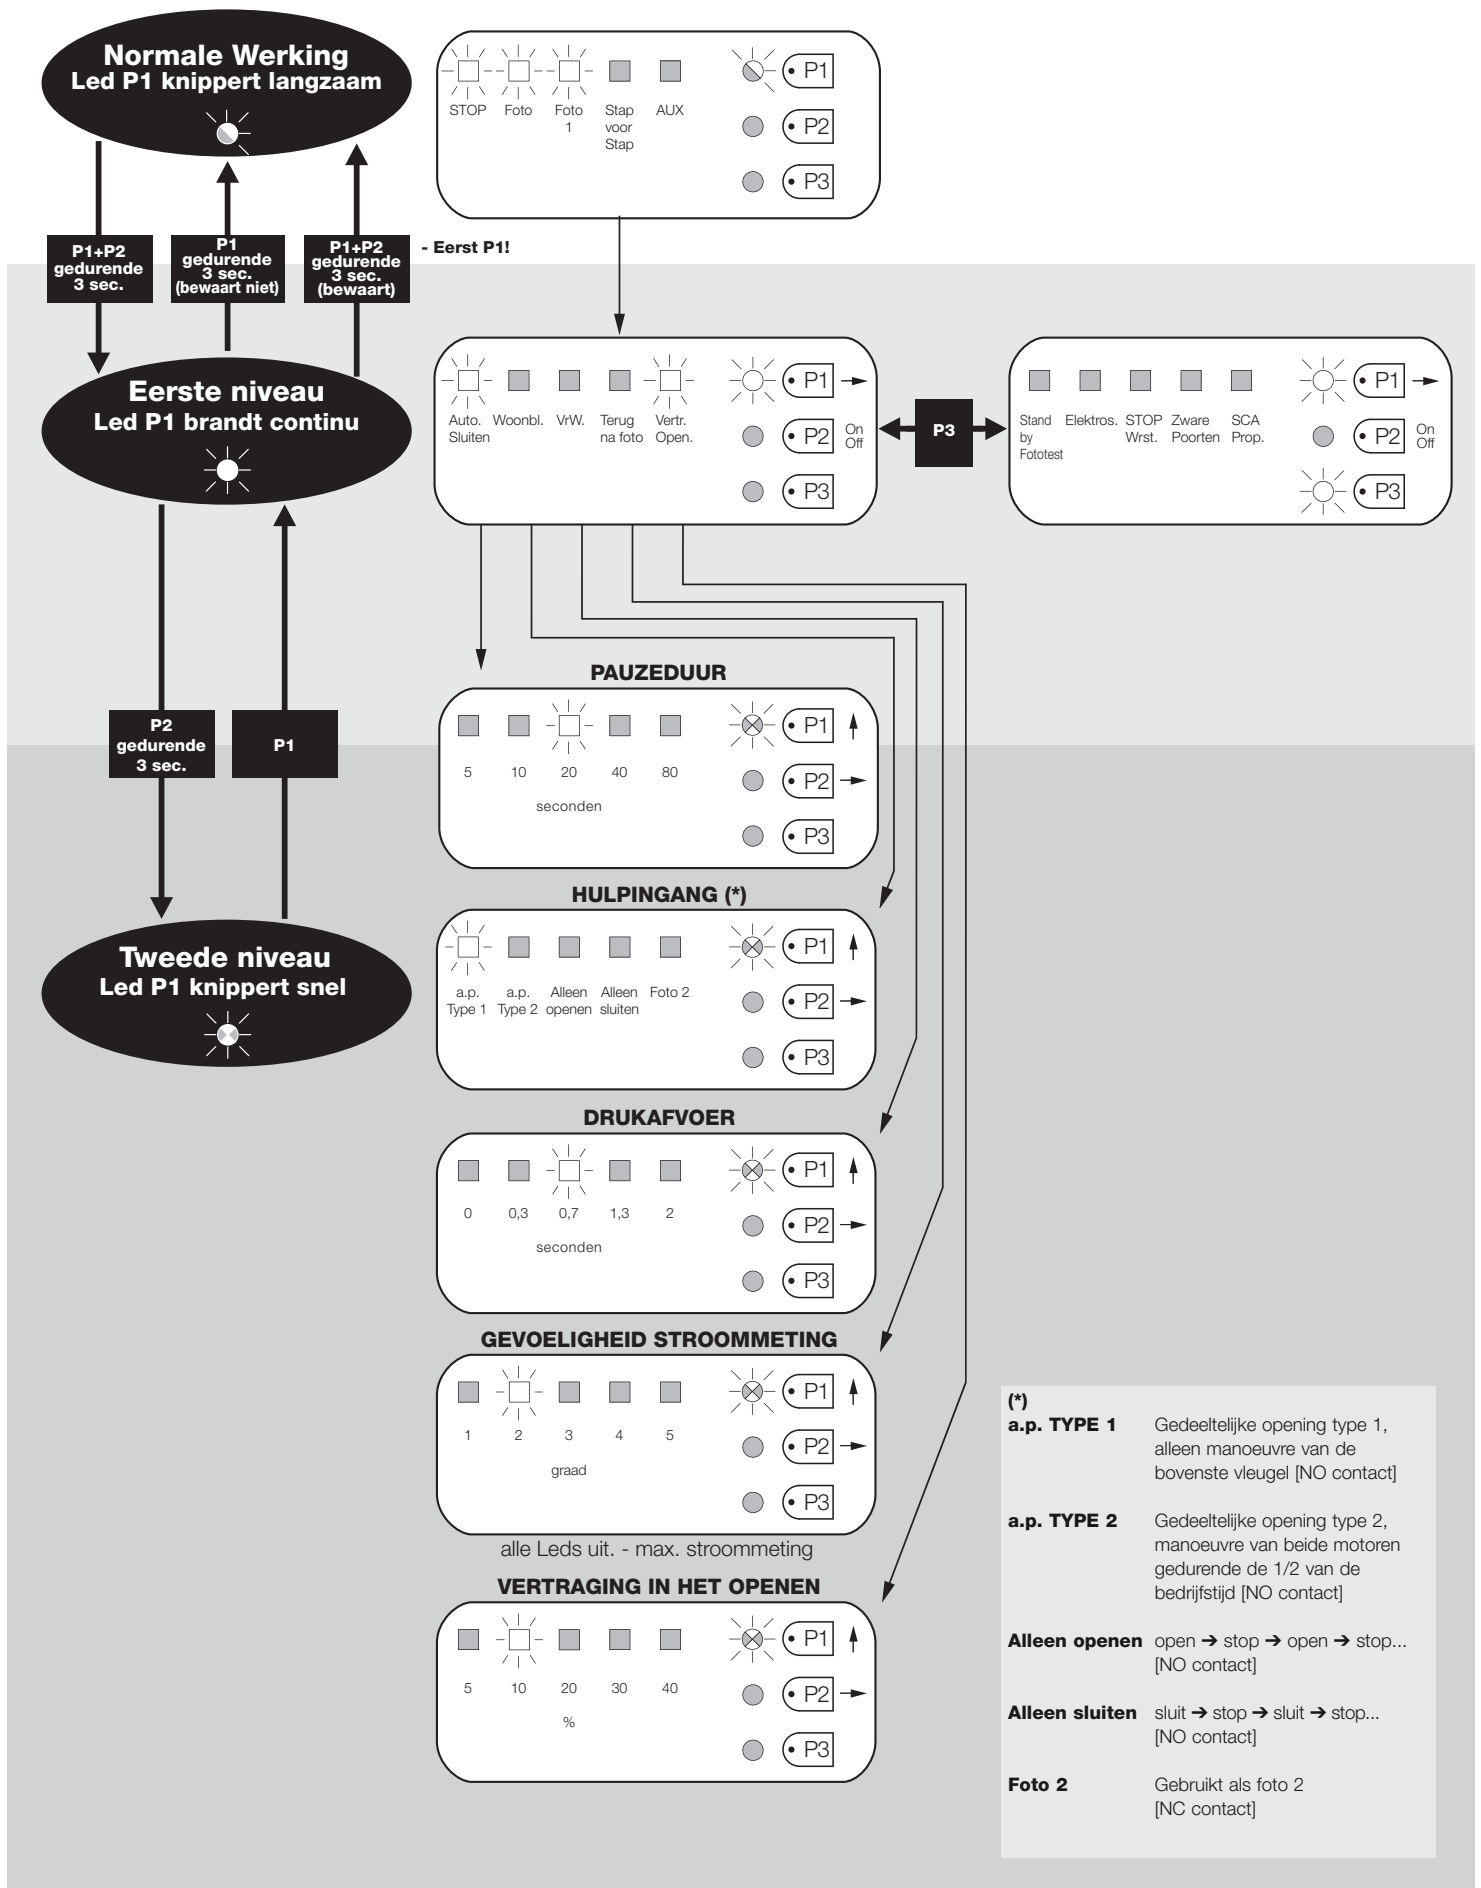 Normale Werking
Led P1 knippert langzaam
STOP Foto Foto 1 Stap voor Stap AUX
P1
P2
P3
P1+P2 gedurende 3 sec.
P1 gedurende 3 sec. (bewaart niet)
P1+P2 gedurende 3 sec. (bewaart)
- Eerst P1!
Eerste niveau
Led P1 brandt continu
Auto. Sluiten Woonbl. VrW. Terug na foto Vertr. Open.
P1
P2 On Off
P3
P3
Stand by Fototest Elektros. STOP Wrst. Zware Poorten SCA Prop.
P1
P2 On Off
P3
P2 gedurende 3 sec.
P1
PAUZEDUUR
5 10 20 40 80
seconden
P1
P2
P3
Tweede niveau
Led P1 knippert snel
HULPINGANG (*)
a.p. Type 1 a.p. Type 2 Alleen openen Alleen sluiten Foto 2
P1
P2
P3
DRUKAFVOER
0 0,3 0,7 1,3 2
seconden
P1
P2
P3
GEVOELIGHEID STROOMMETING
1 2 3 4 5
graad
P1
P2
P3
alle Leds uit. - max. stroommeting
VERTRAGING IN HET OPENEN
5 10 20 30 40
%
P1
P2
P3
(*)
a.p. TYPE 1 Gedeeltelijke opening type 1,
alleen manoeuvre van de
bovenste vleugel [NO contact]
a.p. TYPE 2 Gedeeltelijke opening type 2,
manoeuvre van beide motoren
gedurende de 1/2 van de
bedrijfstijd [NO contact]
Alleen openen open ➔ stop ➔ open ➔ stop...
[NO contact]
Alleen sluiten sluit ➔ stop ➔ sluit ➔ stop...
[NO contact]
Foto 2 Gebruikt als foto 2
[NC contact]